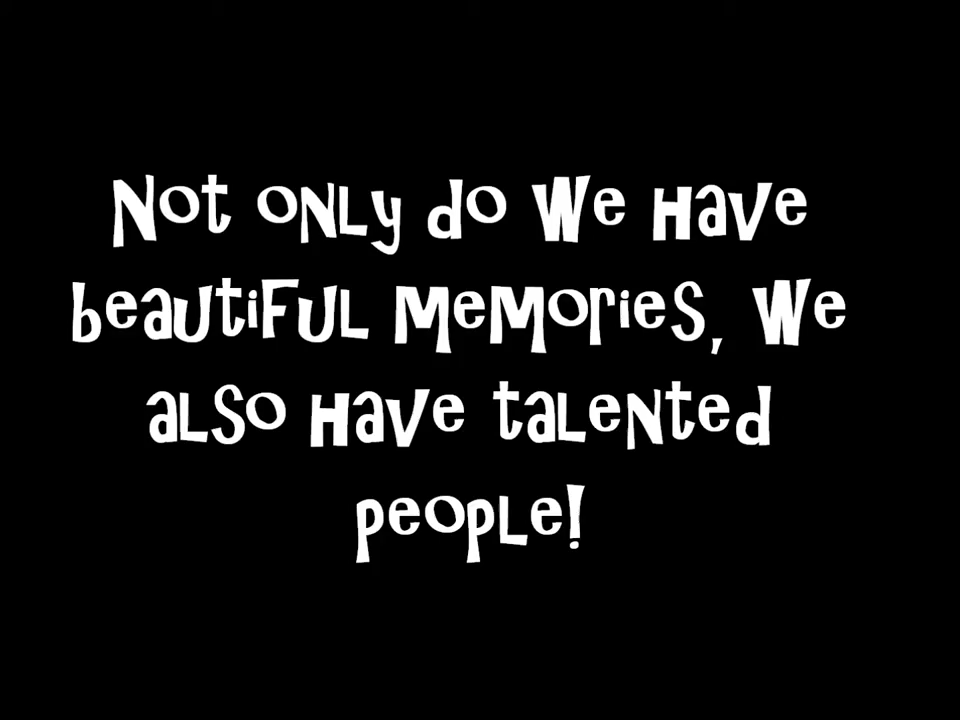 Not only do we have
beautiful memories, we
also have talented
people!